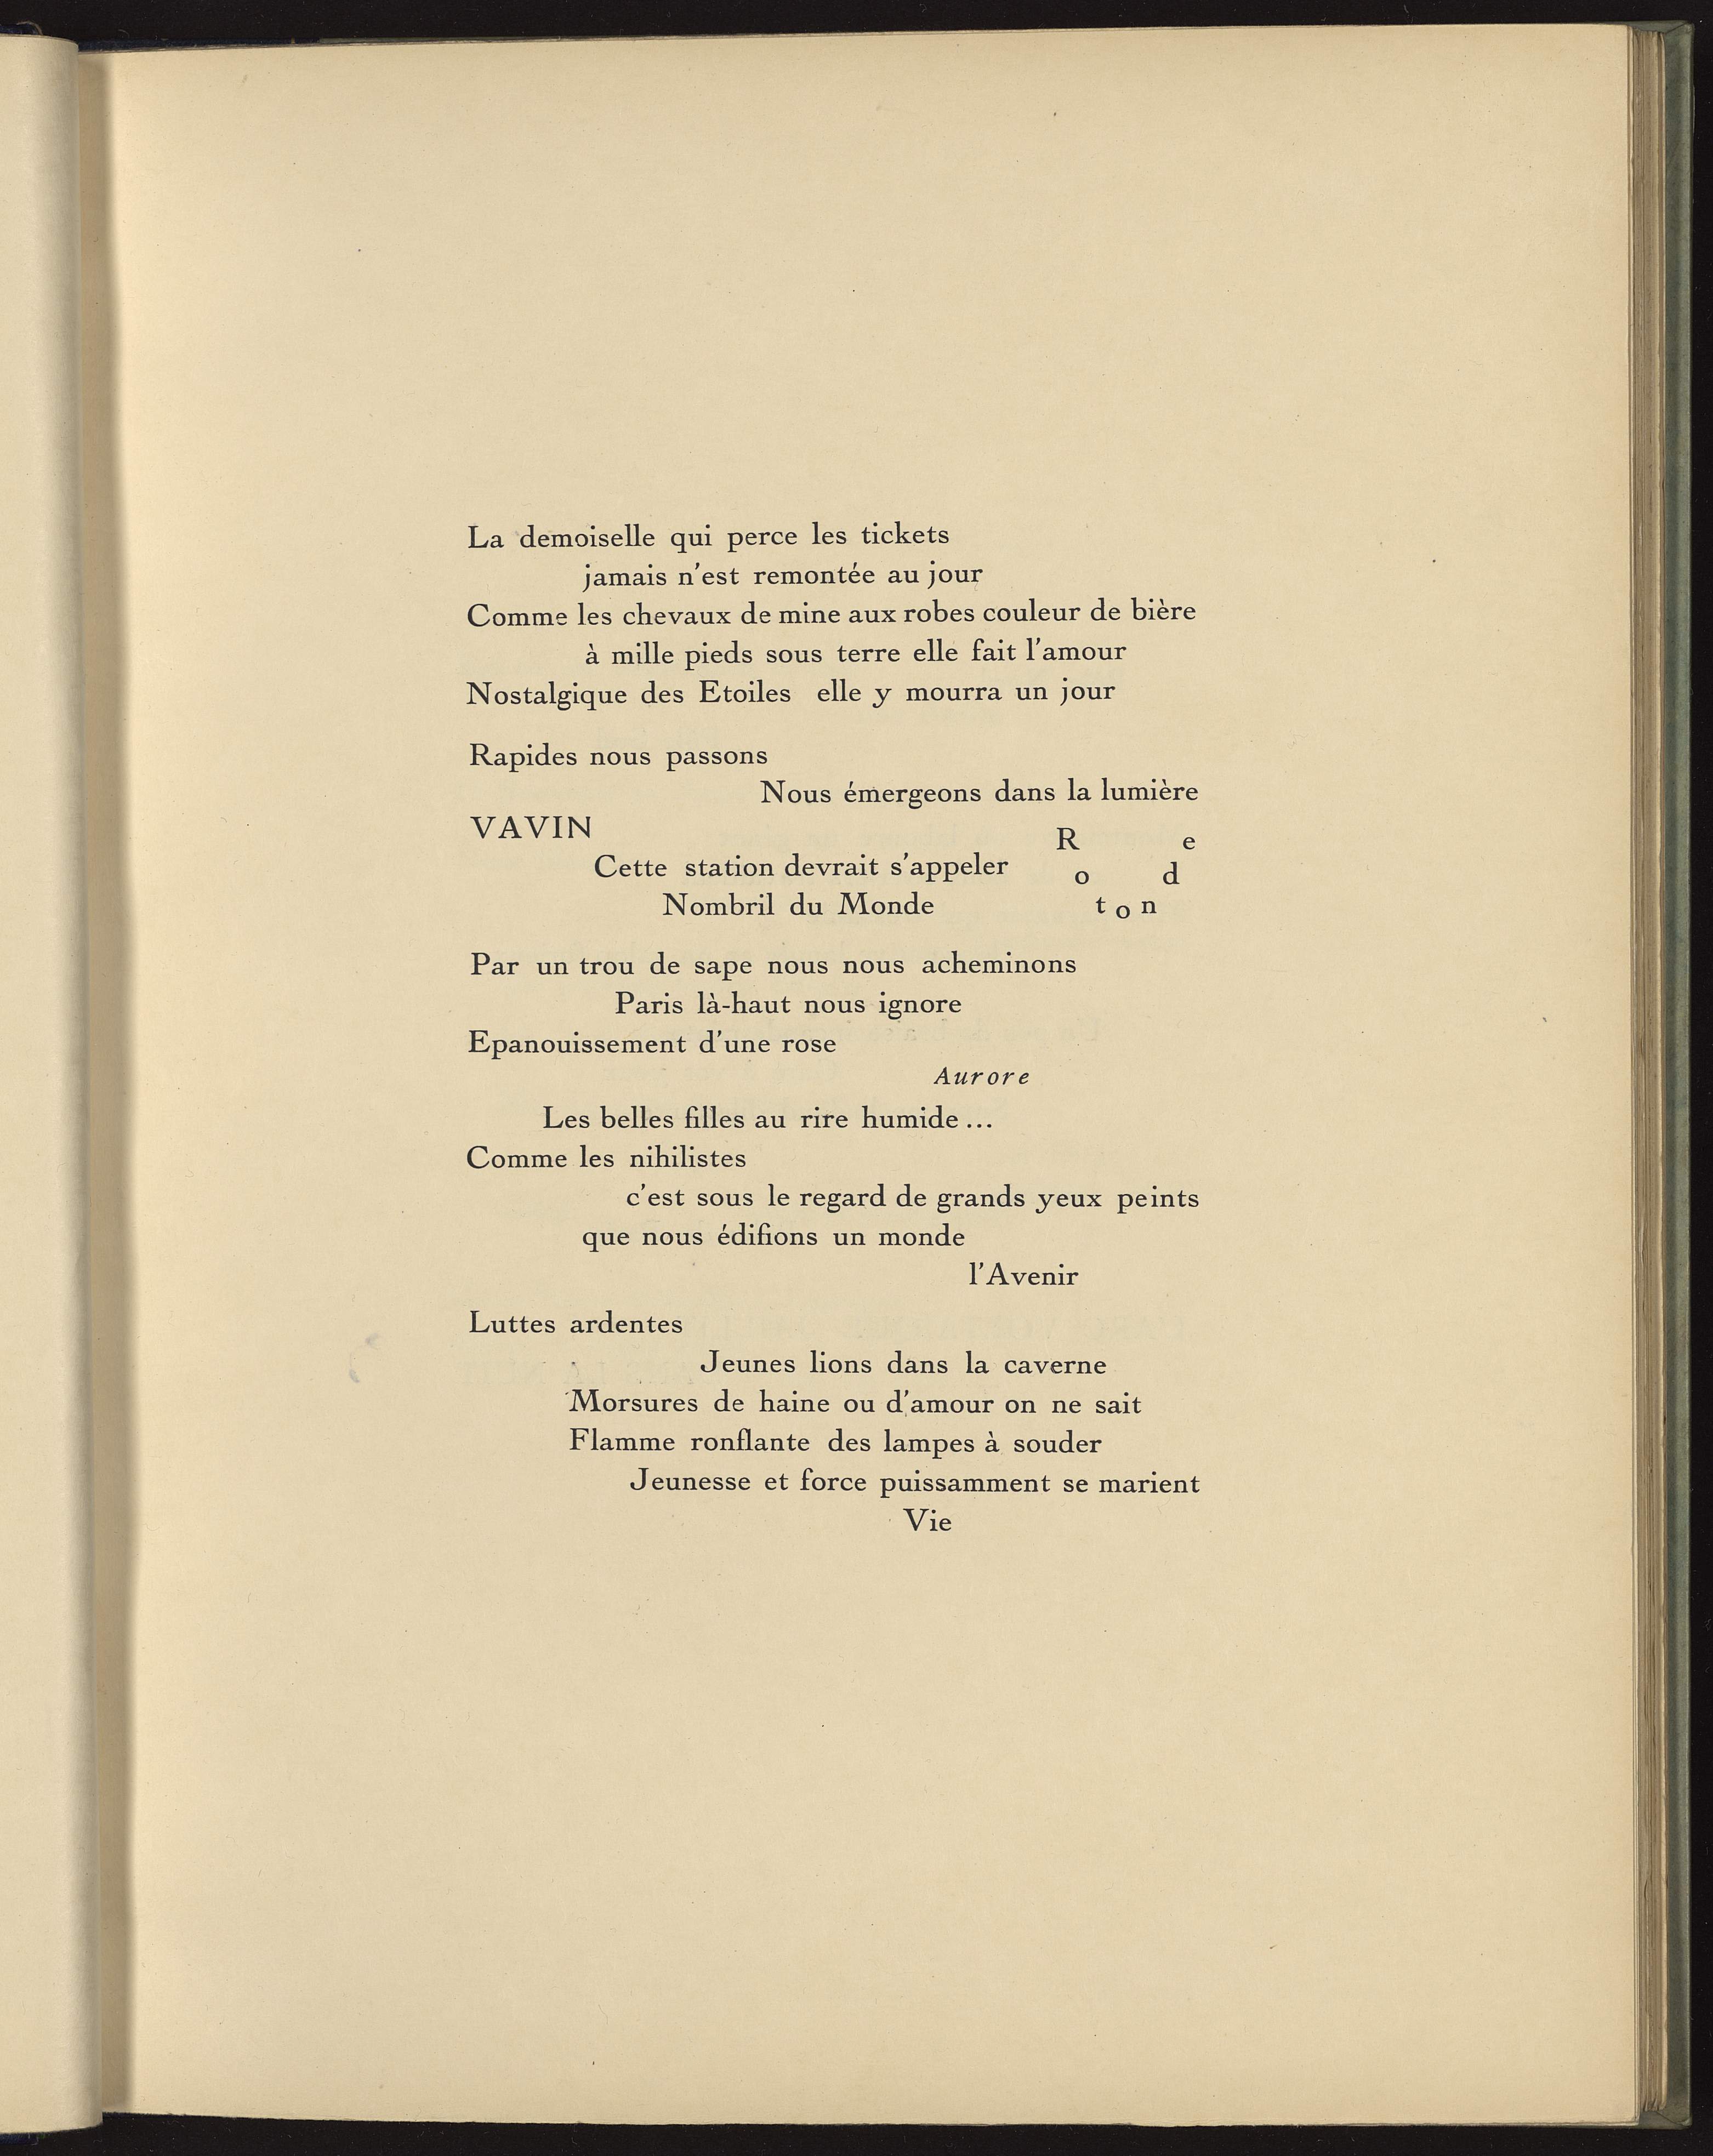 La demoiselle qui perce les tickets
jamais n'est remontée au jour
Comme les chevaux de mine aux robes couleur de bière
à mille pieds sous terre elle fait l'amour
Nostalgique des Etoiles elle y mourra un jour
Rapides nous passons
Nous émergeons dans la lumière
VAVIN
Cette station devrait s'appeler
Nombril du Monde
Rotonde
Par un trou de sape nous nous acheminons
Paris là-haut nous ignore
Epanouissement d'une rose
Aurore
Les belles filles au rire humide...
Comme les nihilistes
c'est sous le regard de grands yeux peints
que nous édifions un monde
l'Avenir
Luttes ardentes
Jeunes lions dans la caverne
Morsures de haine ou d'amour on ne sait
Flamme ronflante des lampes à souder
Jeunesse et force puissamment se marient
Vie